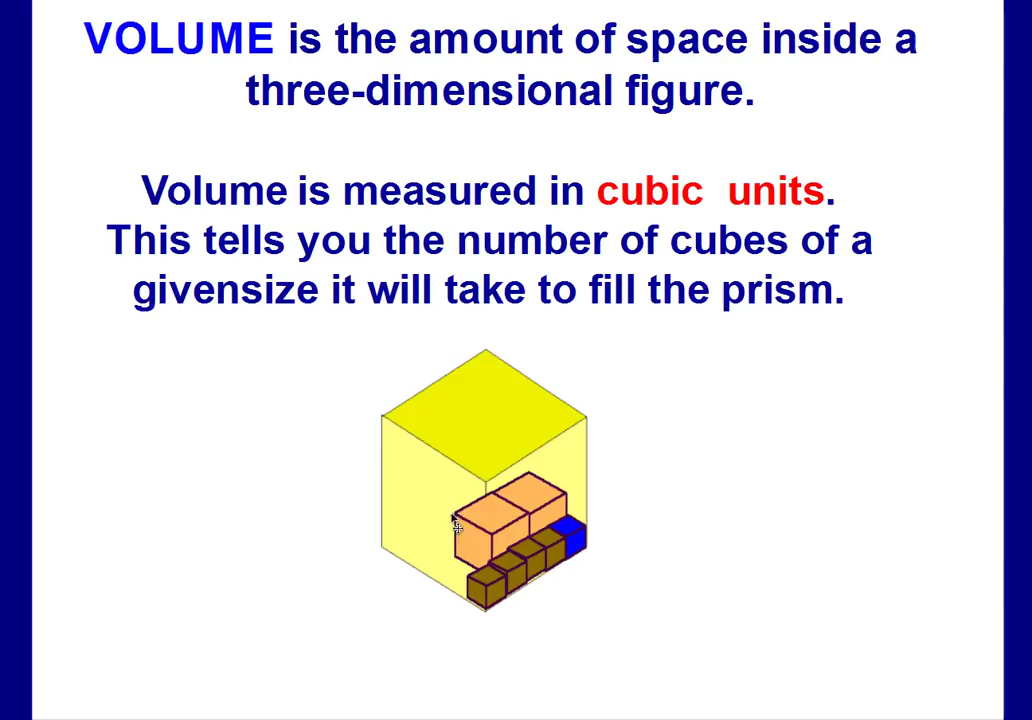 VOLUME is the amount of space inside a
three-dimensional figure.
Volume is measured in cubic units.
This tells you the number of cubes of a
givensize it will take to fill the prism.